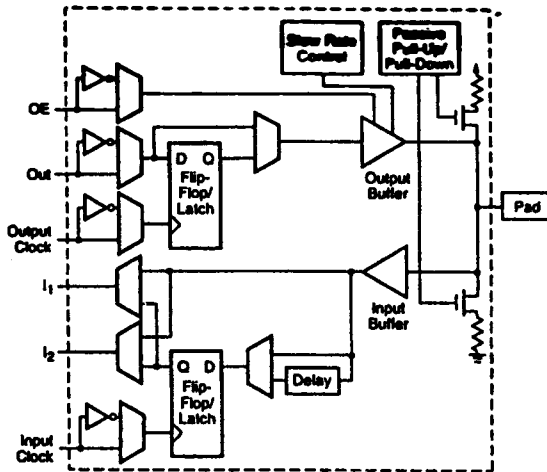 Slew Rate
Control
Passive
Pull-Up/
Pull-Down
OE
Out
D Q
Flip-
Flop/
Latch
Output
Buffer
Output
Clock
Pad
I1
I2
Input
Buffer
Q D
Flip-
Flop/
Latch
Delay
Input
Clock